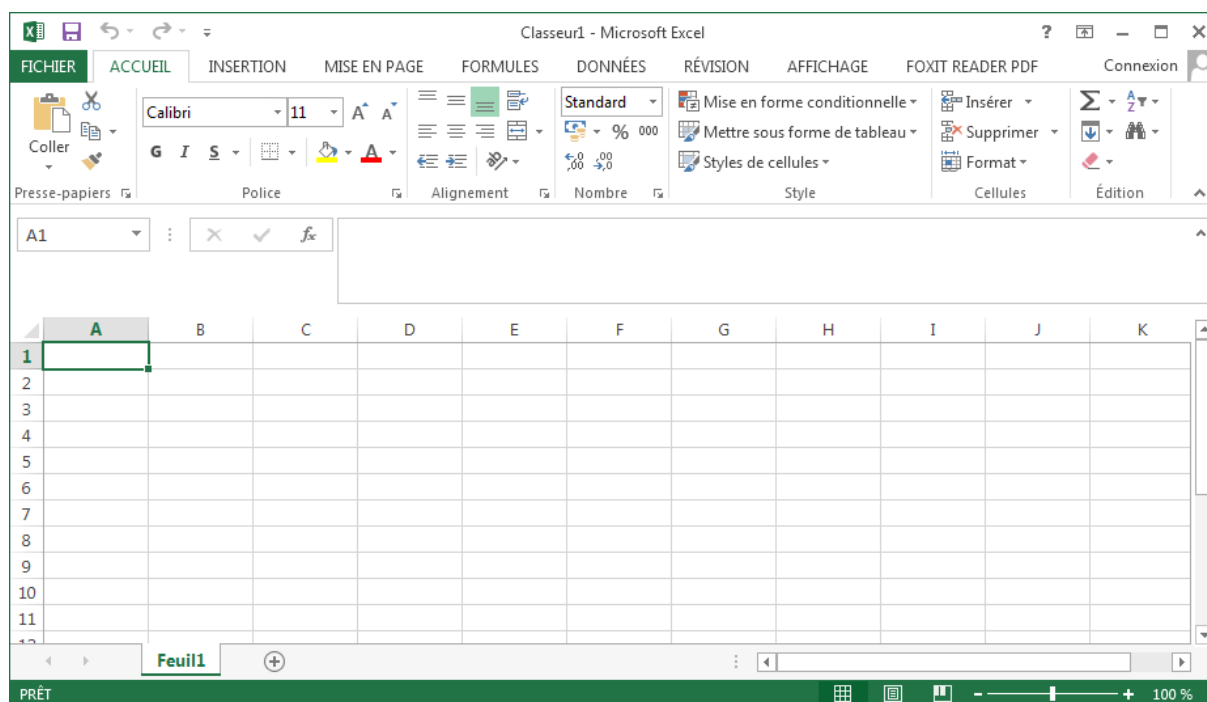 Classeur1 - Microsoft Excel ?
FICHIER ACCUEIL INSERTION MISE EN PAGE FORMULES DONNÉES RÉVISION AFFICHAGE FOXIT READER PDF Connexion
Calibri 11 A A Standard Mise en forme conditionnelle Insérer Σ A Z
Coller % 000 Mettre sous forme de tableau Supprimer
G I S A ,00 ,0 Styles de cellules Format
Presse-papiers Police Alignement Nombre Style Cellules Édition
A1 fx
A B C D E F G H I J K
1
2
3
4
5
6
7
8
9
10
11
Feuil1
PRÊT - + 100 %